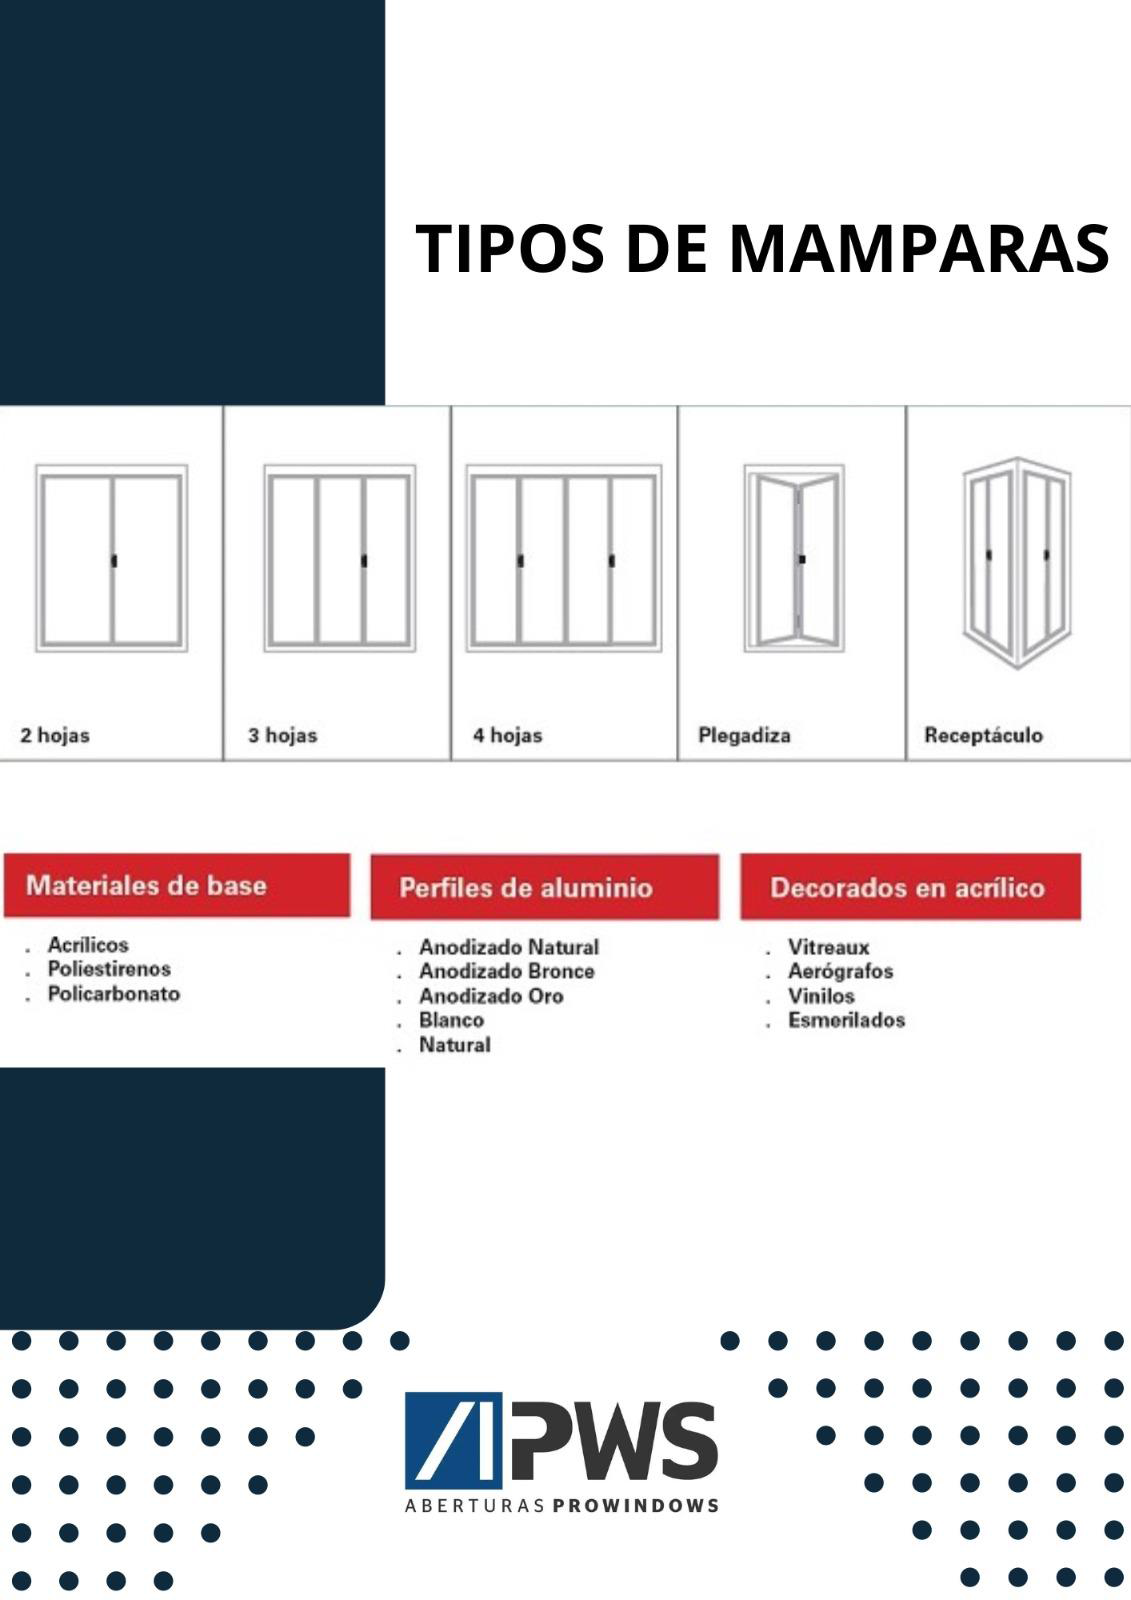 TIPOS DE MAMPARAS
2 hojas
3 hojas
4 hojas
Plegadiza
Receptáculo
Materiales de base
. Acrílicos
. Poliestirenos
. Policarbonato
Perfiles de aluminio
. Anodizado Natural
. Anodizado Bronce
. Anodizado Oro
. Blanco
. Natural
Decorados en acrílico
. Vitreaux
. Aerógrafos
. Vinilos
. Esmerilados
PWS
ABERTURAS PROWINDOWS